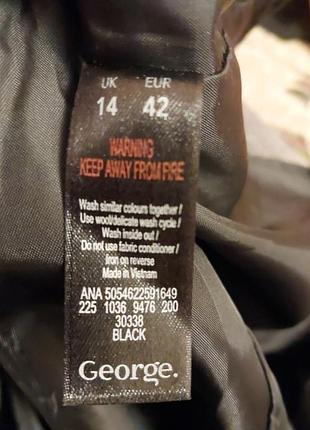 UK EUR
14 42
WARNING
KEEP AWAY FROM FIRE
Wash similar colours together/
Use wool/delicate wash cycle/
Wash inside out/
Do not use fabric conditioner/
Iron on reverse
Made in Vietnam
ANA 5054622591649
225 1036 9476 200
30338
BLACK
George.